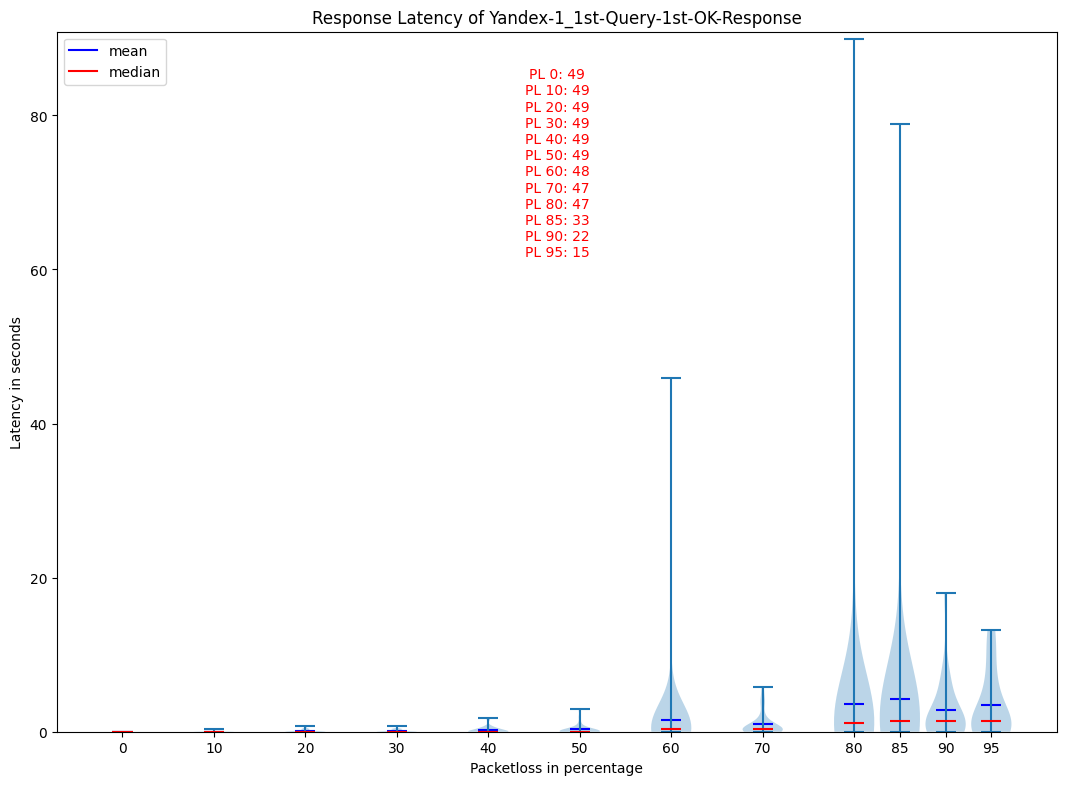 Response Latency of Yandex-1_1st-Query-1st-OK-Response
mean
median
PL 0: 49
PL 10: 49
PL 20: 49
PL 30: 49
PL 40: 49
PL 50: 49
PL 60: 48
PL 70: 47
PL 80: 47
PL 85: 33
PL 90: 22
PL 95: 15
Latency in seconds
80
60
40
20
0
0 10 20 30 40 50 60 70 80 85 90 95
Packetloss in percentage